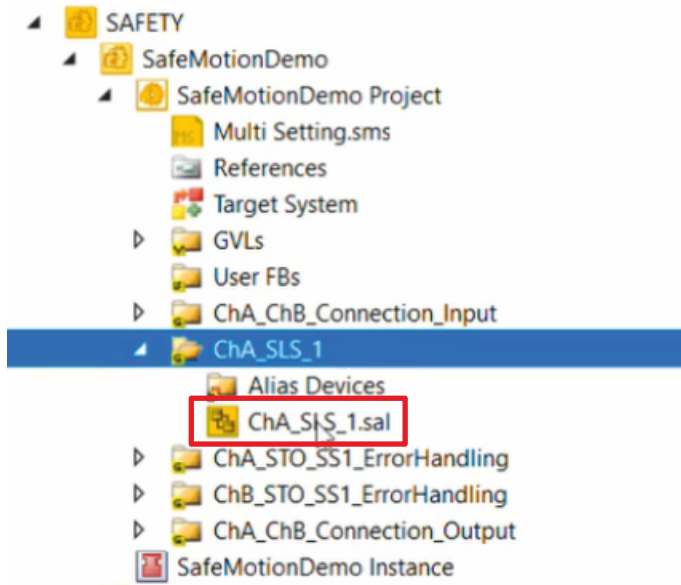 SAFETY
SafeMotionDemo
SafeMotionDemo Project
Multi Setting.sms
References
Target System
GVLs
User FBs
ChA_ChB_Connection_Input
ChA_SLS_1
Alias Devices
ChA_SLS_1.sal
ChA_STO_SS1_ErrorHandling
ChB_STO_SS1_ErrorHandling
ChA_ChB_Connection_Output
SafeMotionDemo Instance